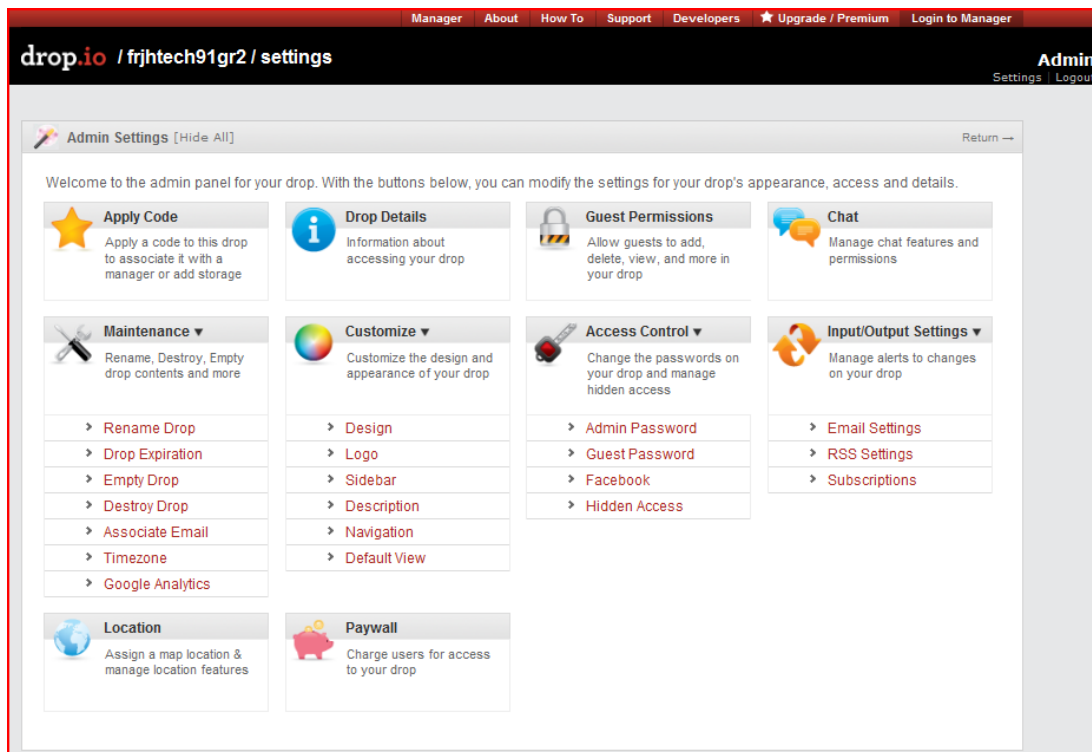 Manager About How To Support Developers Upgrade / Premium Login to Manager
drop.io / frjhtech91gr2 / settings
Admin
Settings | Logout
Admin Settings [Hide All]
Return →
Welcome to the admin panel for your drop. With the buttons below, you can modify the settings for your drop's appearance, access and details.
Apply Code
Apply a code to this drop
to associate it with a
manager or add storage
Drop Details
Information about
accessing your drop
Guest Permissions
Allow guests to add,
delete, view, and more in
your drop
Chat
Manage chat features and
permissions
Maintenance ▼
Rename, Destroy, Empty
drop contents and more
Rename Drop
Drop Expiration
Empty Drop
Destroy Drop
Associate Email
Timezone
Google Analytics
Customize ▼
Customize the design and
appearance of your drop
Design
Logo
Sidebar
Description
Navigation
Default View
Access Control ▼
Change the passwords on
your drop and manage
hidden access
Admin Password
Guest Password
Facebook
Hidden Access
Input/Output Settings ▼
Manage alerts to changes
on your drop
Email Settings
RSS Settings
Subscriptions
Location
Assign a map location &
manage location features
Paywall
Charge users for access
to your drop